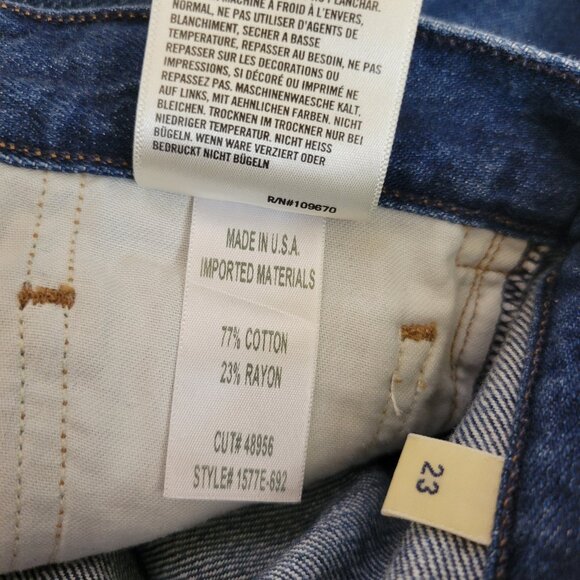 NORMAL. NE PAS UTILISER D'AGENTS DE
BLANCHIMENT, SECHER A BASSE
TEMPERATURE, REPASSER AU BESOIN, NE PAS
REPASSER SUR LES DECORATIONS OU
IMPRESSIONS, SI DÉCORÉ OU IMPRIMÉ NE
REPASSEZ PAS. MASCHINENWAESCHE KALT,
AUF LINKS, MIT AEHNLICHEN FARBEN. NICHT
BLEICHEN. TROCKNEN IM TROCKNER NUR BEI
NIEDRIGER TEMPERATUR. NICHT HEISS
BÜGELN. WENN WARE VERZIERT ODER
BEDRUCKT NICHT BÜGELN
R/N#109670
MADE IN U.S.A.
IMPORTED MATERIALS
77% COTTON
23% RAYON
CUT# 48956
STYLE# 1577E-692
23